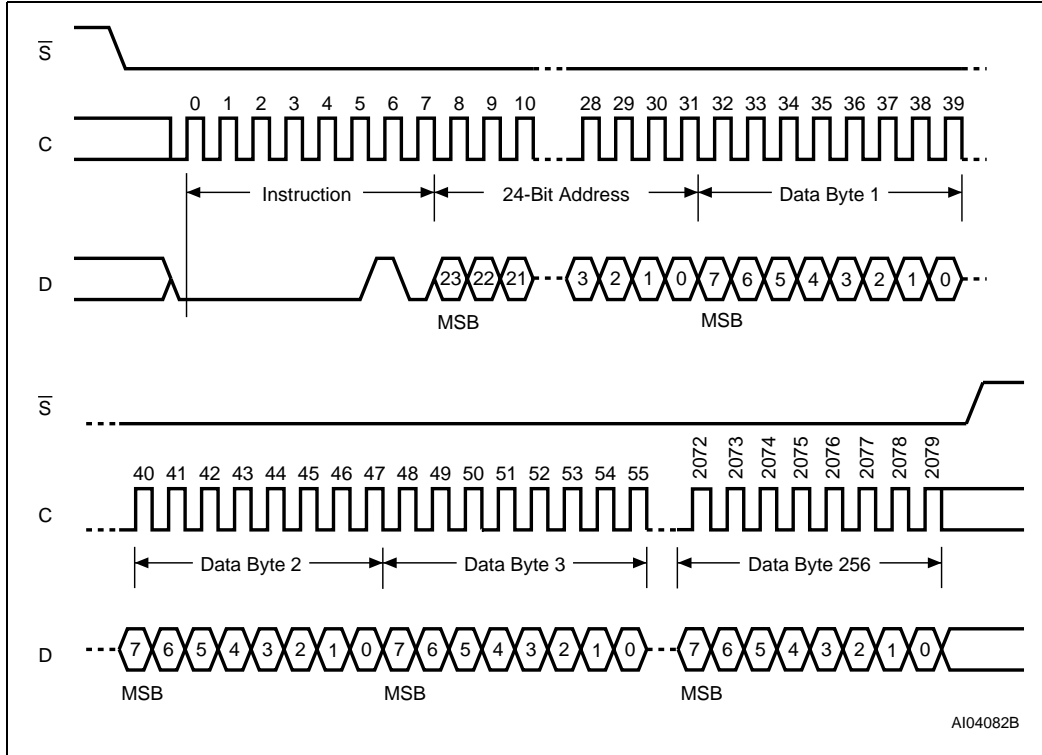 S
0 1 2 3 4 5 6 7 8 9 10 28 29 30 31 32 33 34 35 36 37 38 39
C
Instruction 24-Bit Address Data Byte 1
D 23 22 21 3 2 1 0 7 6 5 4 3 2 1 0
MSB MSB
S
40 41 42 43 44 45 46 47 48 49 50 51 52 53 54 55 2072 2073 2074 2075 2076 2077 2078 2079
C
Data Byte 2 Data Byte 3 Data Byte 256
D 7 6 5 4 3 2 1 0 7 6 5 4 3 2 1 0 7 6 5 4 3 2 1 0
MSB MSB MSB
AI04082B